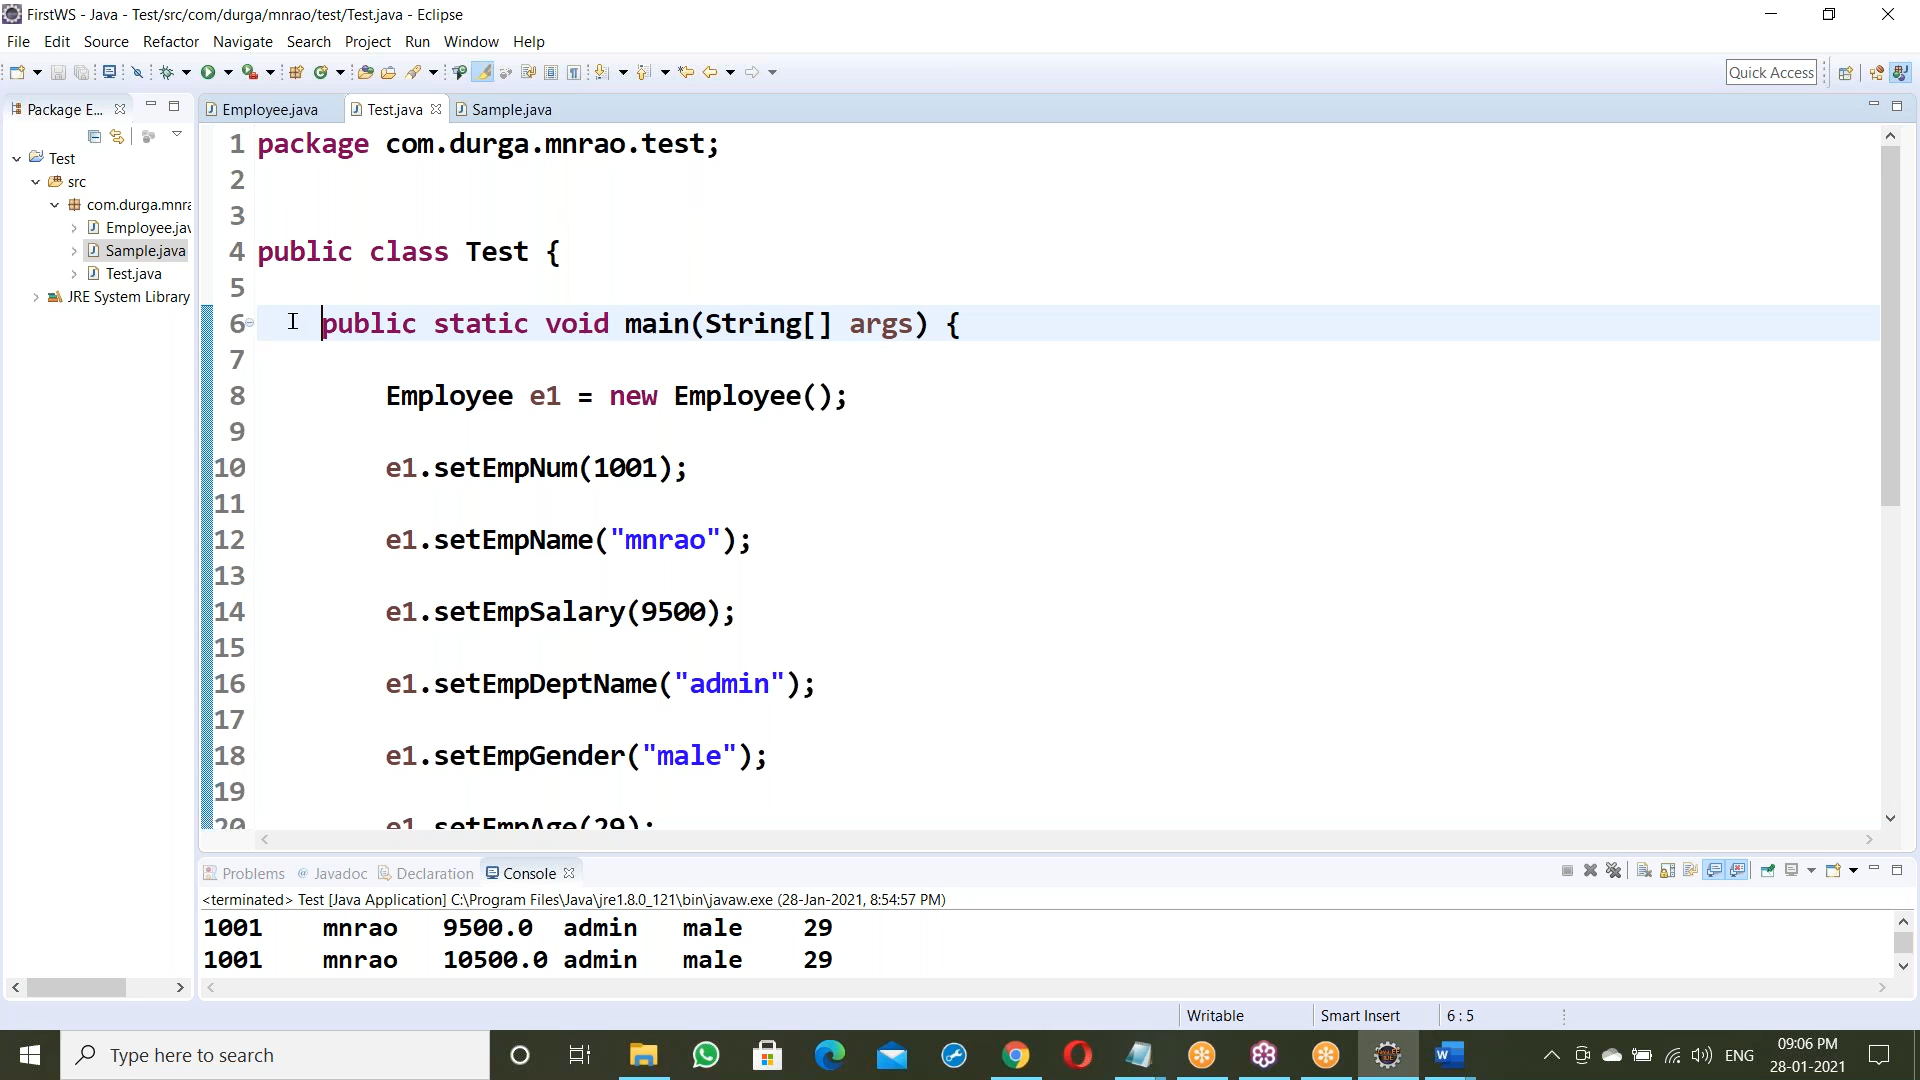 FirstWS - Java - Test/src/com/durga/mnrao/test/Test.java - Eclipse
File Edit Source Refactor Navigate Search Project Run Window Help
Quick Access
Package E...
Employee.java Test.java Sample.java
Test
src
com.durga.mnra
Employee.jav
Sample.java
Test.java
JRE System Library
1 package com.durga.mnrao.test;
2
3
4 public class Test {
5
6 public static void main(String[] args) {
7
8 Employee e1 = new Employee();
9
10 e1.setEmpNum(1001);
11
12 e1.setEmpName("mnrao");
13
14 e1.setEmpSalary(9500);
15
16 e1.setEmpDeptName("admin");
17
18 e1.setEmpGender("male");
19
20 e1.setEmpAge(29);
Problems Javadoc Declaration Console
<terminated> Test [Java Application] C:\Program Files\Java\jre1.8.0_121\bin\javaw.exe (28-Jan-2021, 8:54:57 PM)
1001 mnrao 9500.0 admin male 29
1001 mnrao 10500.0 admin male 29
Writable Smart Insert 6 : 5
Type here to search
ENG
09:06 PM
28-01-2021